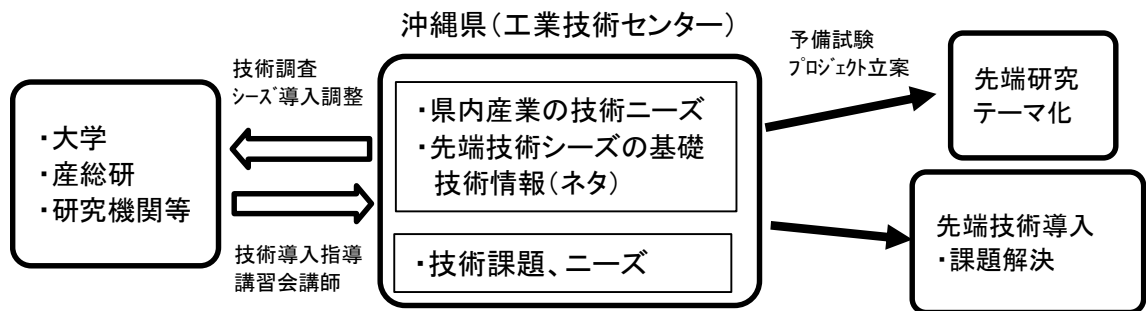 沖縄県（工業技術センター）
技術調査
ｼｰｽﾞ導入調整
・大学
・産総研
・研究機関等
技術導入指導
講習会講師
・県内産業の技術ニーズ
・先端技術シーズの基礎
技術情報（ネタ）
・技術課題、ニーズ
予備試験
ﾌﾟﾛｼﾞｪｸﾄ立案
先端研究
テーマ化
先端技術導入
・課題解決